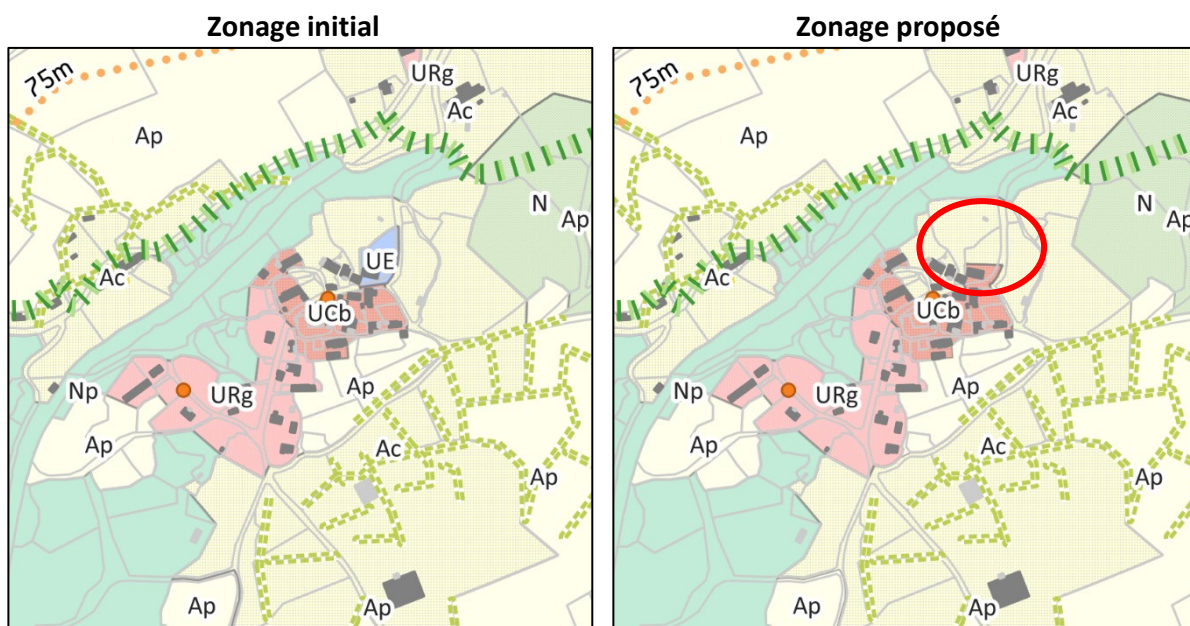 Zonage initial
Zonage proposé
75m
URg
Ac
Ap
N
Ap
UE
Ac
UCb
Np
URg
Ap
Ap
Ac
Ap
Ap
Ap
75m
URg
Ac
Ap
N
Ap
Ac
UCb
Np
URg
Ap
Ap
Ac
Ap
Ap
Ap